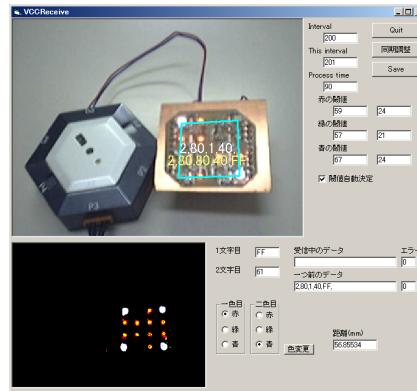 VCCReceive
Interval
200
Quit
This interval
201
同期調整
Process time
90
Save
赤の閾値
59 24
緑の閾値
57 21
青の閾値
67 24
閾値自動決定
2,80,1,40,
2,80,80,40,FF,
P3
1文字目 FF
受信中のデータ エラー
0
2文字目 61
一つ前のデータ
2,80,1,40,FF, 0
一色目 二色目
赤 赤
緑 緑
青 青
色変更
距離(mm)
56.85534